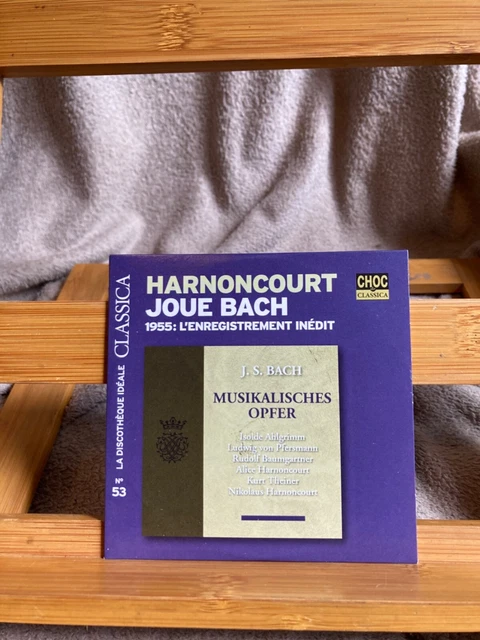 HARNONCOURT
JOUE BACH
1955: L'ENREGISTREMENT INÉDIT
CHOC
CLASSICA
N° 53 LA DISCOTHÈQUE IDÉALE CLASSICA
J. S. BACH
MUSIKALISCHES
OPFER
Isolde Ahlgrimm
Ludwig von Pfersmann
Rudolf Baumgartner
Alice Harnoncourt
Kurt Theiner
Nikolaus Harnoncourt